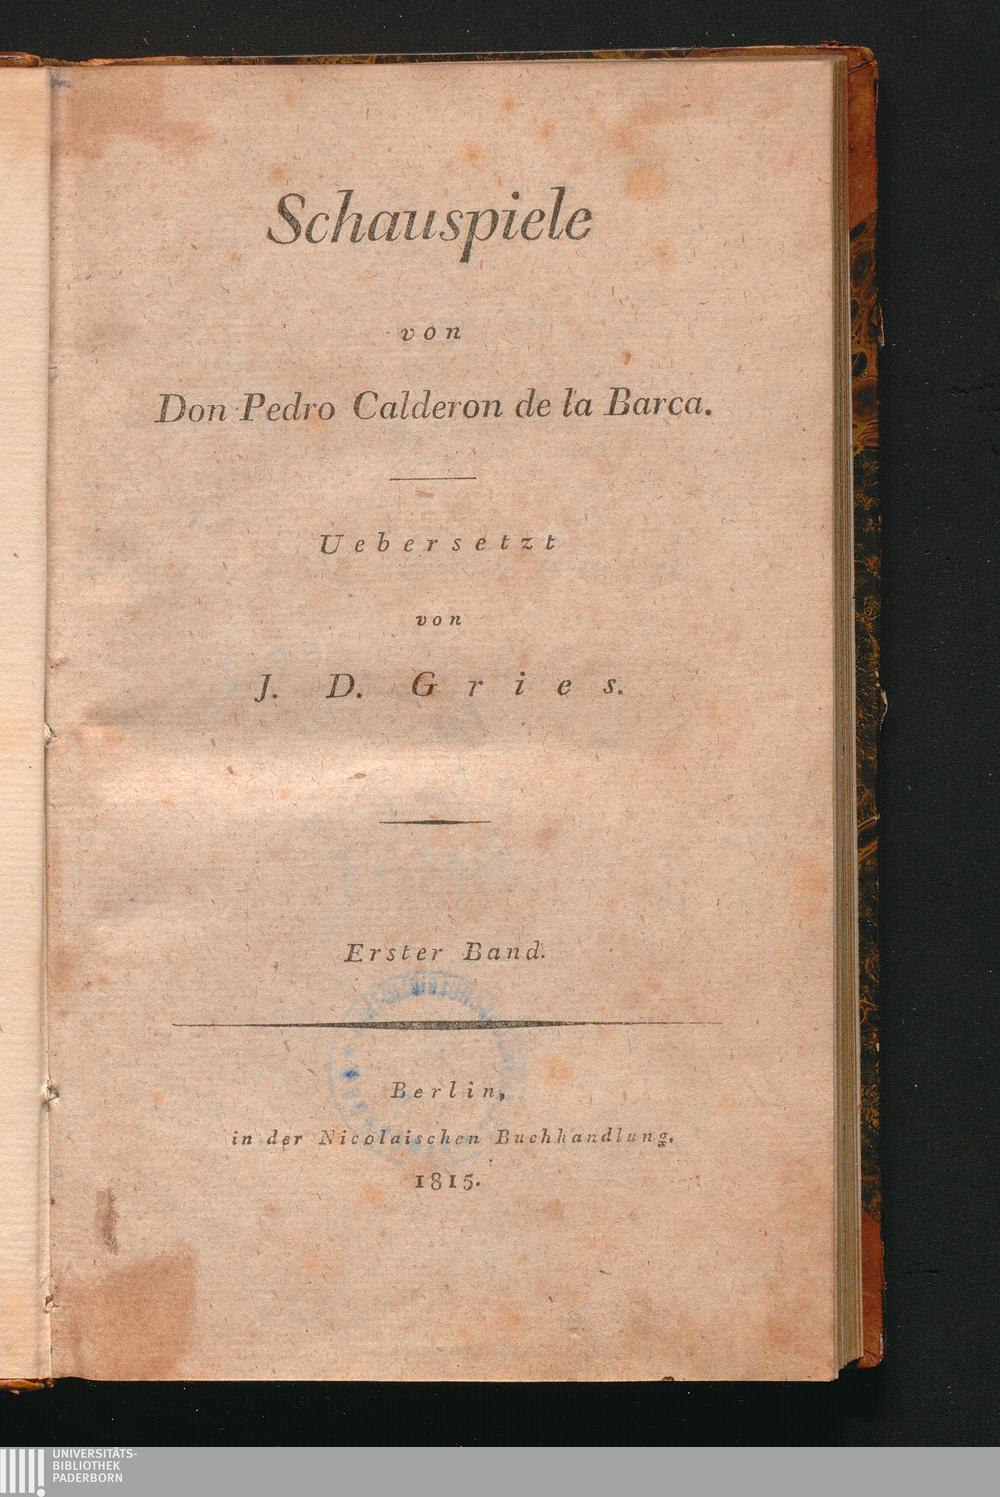 Schauspiele
von
Don Pedro Calderon de la Barca.
Uebersetzt
von
J. D. Gries.
Erster Band.
Berlin,
in der Nicolaischen Buchhandlung.
1815.
UNIVERSITÄTS-
BIBLIOTHEK
PADERBORN